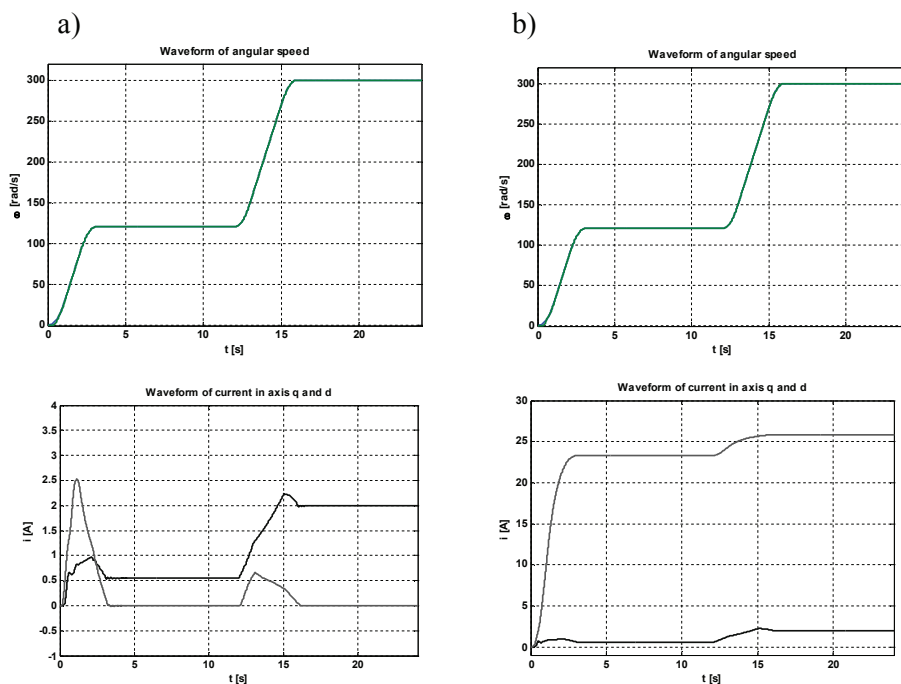 a)
b)
Waveform of angular speed
300
250
200
150
100
50
0
ω [rad/s]
0 5 10 15 20
t [s]
Waveform of angular speed
300
250
200
150
100
50
0
ω [rad/s]
0 5 10 15 20
t [s]
Waveform of current in axis q and d
4
3.5
3
2.5
2
1.5
1
0.5
0
-0.5
-1
i [A]
0 5 10 15 20
t [s]
Waveform of current in axis q and d
30
25
20
15
10
5
0
i [A]
0 5 10 15 20
t [s]